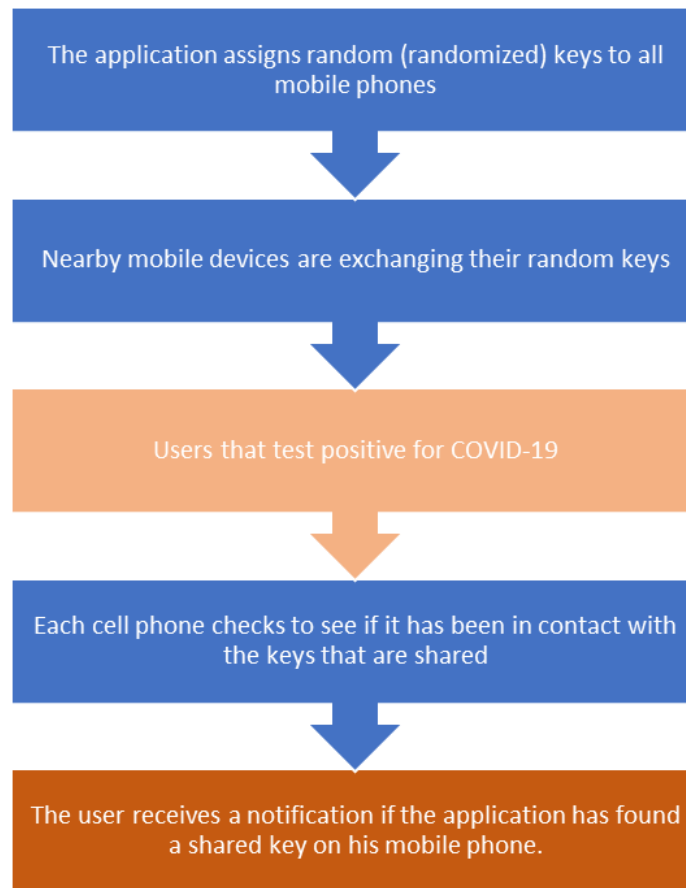 The application assigns random (randomized) keys to all
mobile phones
Nearby mobile devices are exchanging their random keys
Users that test positive for COVID-19
Each cell phone checks to see if it has been in contact with
the keys that are shared
The user receives a notification if the application has found
a shared key on his mobile phone.